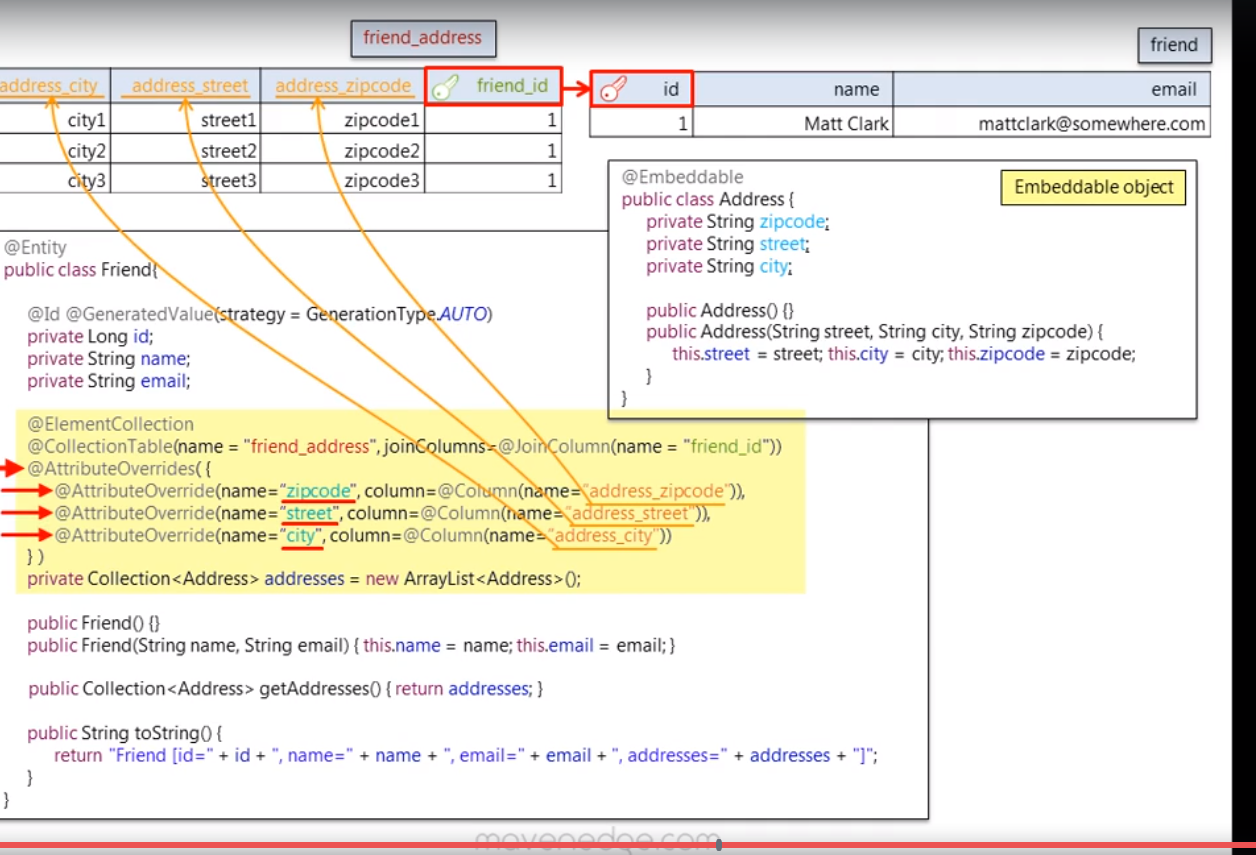 friend_address
friend
address_city address_street address_zipcode friend_id
id name email
city1 street1 zipcode1 1
1 Matt Clark mattclark@somewhere.com
city2 street2 zipcode2 1
city3 street3 zipcode3 1
@Embeddable
Embeddable object
public class Address {
private String zipcode;
private String street;
private String city;
public Address() {}
public Address(String street, String city, String zipcode) {
this.street = street; this.city = city; this.zipcode = zipcode;
}
}
@Entity
public class Friend{
@Id @GeneratedValue(strategy = GenerationType.AUTO)
private Long id;
private String name;
private String email;
@ElementCollection
@CollectionTable(name = "friend_address", joinColumns=@JoinColumn(name = "friend_id"))
@AttributeOverrides( {
@AttributeOverride(name="zipcode", column=@Column(name="address_zipcode")),
@AttributeOverride(name="street", column=@Column(name="address_street")),
@AttributeOverride(name="city", column=@Column(name="address_city"))
} )
private Collection<Address> addresses = new ArrayList<Address>();
public Friend() {}
public Friend(String name, String email) { this.name = name; this.email = email; }
public Collection<Address> getAddresses() { return addresses; }
public String toString() {
return "Friend [id=" + id + ", name=" + name + ", email=" + email + ", addresses=" + addresses + "]";
}
}
mavenedge.com